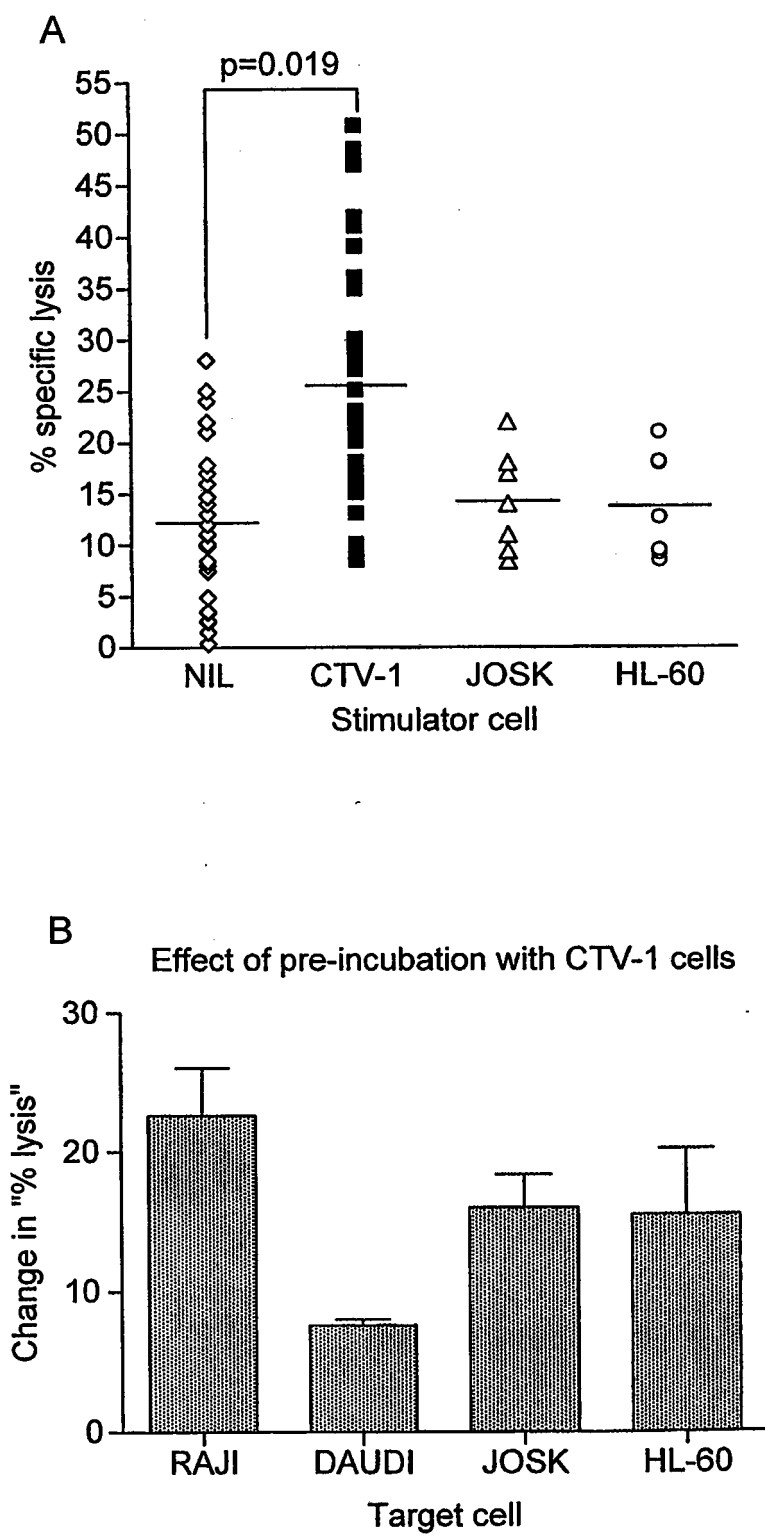 A
p=0.019
55
50
45
40
35
30
25
20
15
10
5
0
% specific lysis
NIL CTV-1 JOSK HL-60
Stimulator cell
B
Effect of pre-incubation with CTV-1 cells
30
20
10
0
Change in "% lysis"
RAJI DAUDI JOSK HL-60
Target cell